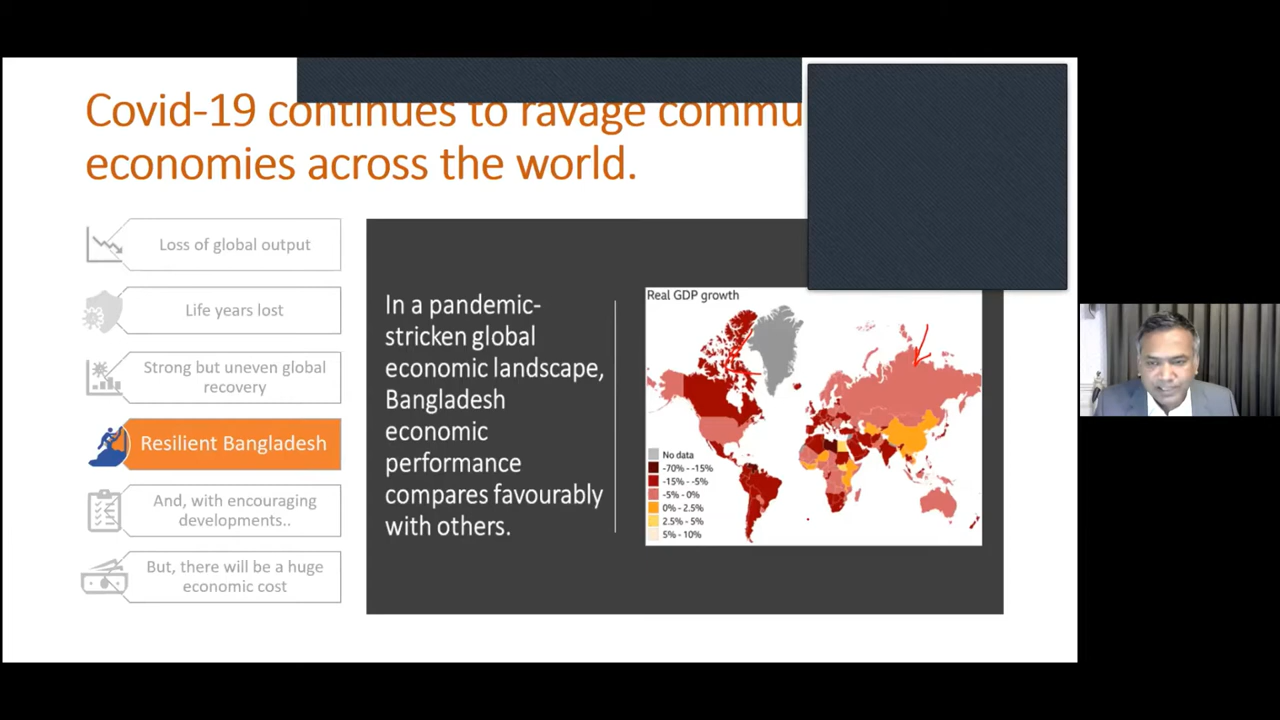 Covid-19 continues to ravage commu
economies across the world.
Loss of global output
Life years lost
Strong but uneven global
recovery
Resilient Bangladesh
And, with encouraging
developments..
But, there will be a huge
economic cost
In a pandemic-
stricken global
economic landscape,
Bangladesh
economic
performance
compares favourably
with others.
Real GDP growth
No data
-70% - -15%
-15% - -5%
-5% - 0%
0% - 2.5%
2.5% - 5%
5% - 10%